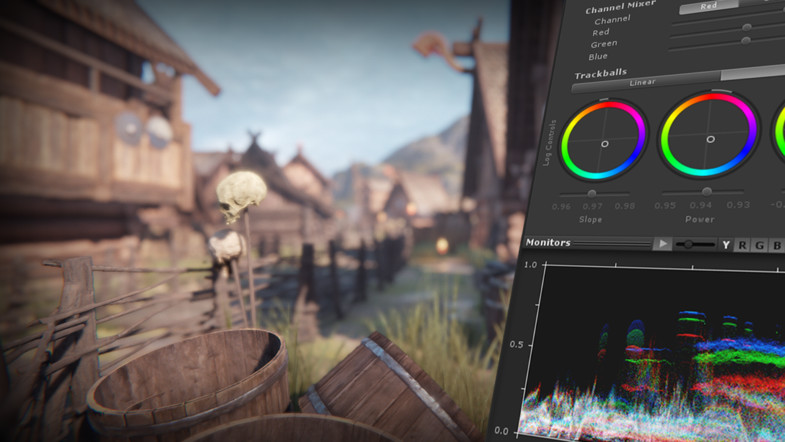 Channel Mixer
Red
Channel
Red
Green
Blue
Trackballs
Linear
Log Controls
0.96 0.97 0.98
Slope
0.95 0.94 0.93
Power
Monitors
Y R G B
1.0
0.5
0.0